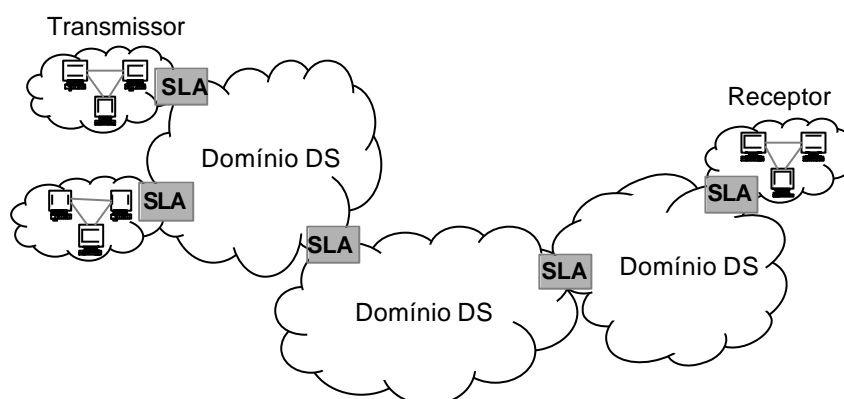 Transmissor
SLA
Receptor
Domínio DS
SLA
SLA
SLA
SLA
Domínio DS
Domínio DS